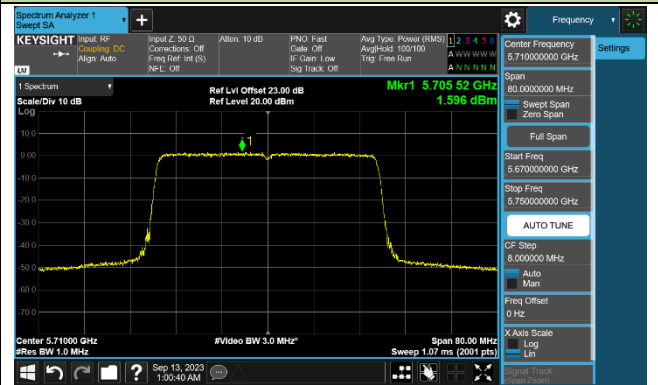 Spectrum Analyzer 1
Swept SA
+
Frequency
KEYSIGHT
Input: RF
Coupling: DC
Align: Auto
Input Z: 50 Ω
Corrections: Off
Freq Ref: Int (S)
NFE: Off
Atten: 10 dB
PNO: Fast
Gate: Off
IF Gain: Low
Sig Track: Off
Avg Type: Power (RMS)
Avg|Hold: 100/100
Trig: Free Run
1 2 3 4 5 6
A W W W W W
A N N N N N
LXI
1 Spectrum
Scale/Div 10 dB
Log
Ref Lvl Offset 23.00 dB
Ref Level 20.00 dBm
Mkr1 5.705 52 GHz
1.596 dBm
1
10.0
0.00
-10.0
-20.0
-30.0
-40.0
-50.0
-60.0
-70.0
Center 5.71000 GHz
#Res BW 1.0 MHz
#Video BW 3.0 MHz*
Span 80.00 MHz
Sweep 1.07 ms (2001 pts)
Settings
Center Frequency
5.710000000 GHz
Span
80.0000000 MHz
Swept Span
Zero Span
Full Span
Start Freq
5.670000000 GHz
Stop Freq
5.750000000 GHz
AUTO TUNE
CF Step
8.000000 MHz
Auto
Man
Freq Offset
0 Hz
X Axis Scale
Log
Lin
Signal Track
(Span Zoom)
?
Sep 13, 2023
1:00:40 AM